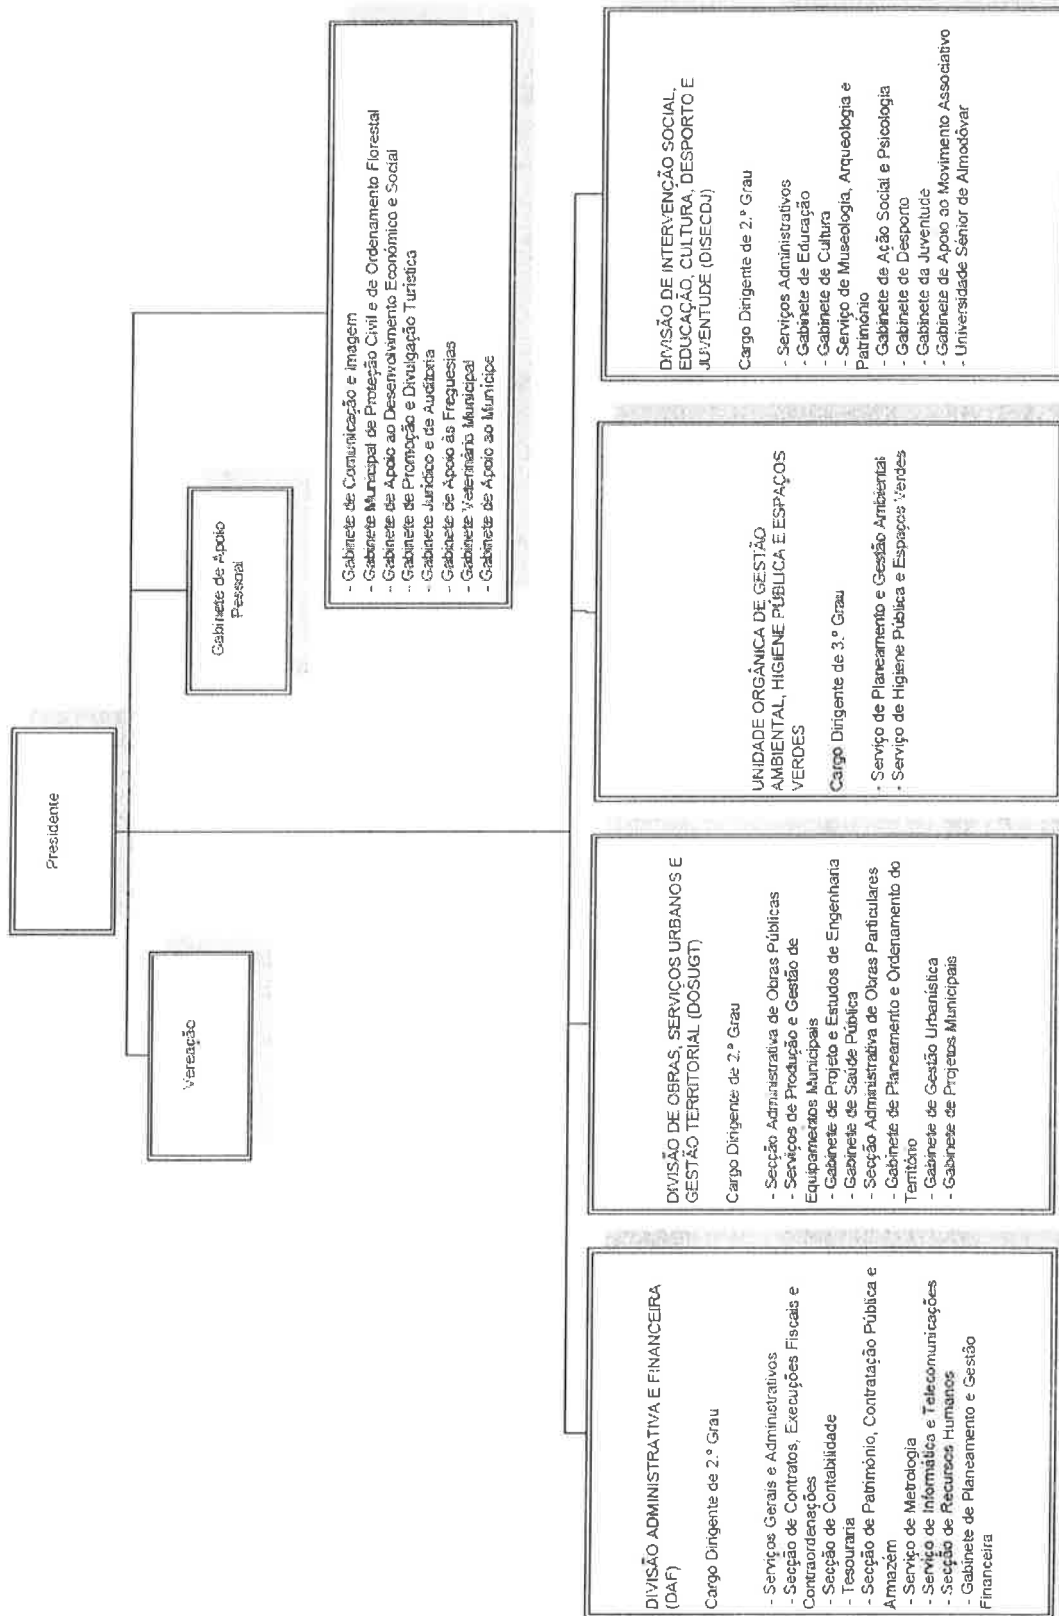 Presidente
Vereação
Gabinete de Apoio
Pessoal
- Gabinete de Comunicação e Imagem
- Gabinete Municipal de Proteção Civil e de Ordenamento Florestal
- Gabinete de Apoio ao Desenvolvimento Económico e Social
- Gabinete de Promoção e Divulgação Turística
- Gabinete Jurídico e de Auditoria
- Gabinete de Apoio às Freguesias
- Gabinete Veterinário Municipal
- Gabinete de Apoio ao Munícipe
DIVISÃO ADMINISTRATIVA E FINANCEIRA
(DAF)
Cargo Dirigente de 2.º Grau
- Serviços Gerais e Administrativos
- Secção de Contratos, Execuções Fiscais e
Contraordenações
- Secção de Contabilidade
- Tesouraria
- Secção de Património, Contratação Pública e
Armazém
- Serviço de Metrologia
- Serviço de Informática e Telecomunicações
- Secção de Recursos Humanos
- Gabinete de Planeamento e Gestão
Financeira
DIVISÃO DE OBRAS, SERVIÇOS URBANOS E
GESTÃO TERRITORIAL (DOSUGT)
Cargo Dirigente de 2.º Grau
- Secção Administrativa de Obras Públicas
- Serviços de Produção e Gestão de
Equipamentos Municipais
- Gabinete de Projeto e Estudos de Engenharia
- Gabinete de Saúde Pública
- Secção Administrativa de Obras Particulares
- Gabinete de Planeamento e Ordenamento do
Território
- Gabinete de Gestão Urbanística
- Gabinete de Projetos Municipais
UNIDADE ORGÂNICA DE GESTÃO
AMBIENTAL, HIGIENE PÚBLICA E ESPAÇOS
VERDES
Cargo Dirigente de 3.º Grau
- Serviço de Planeamento e Gestão Ambiental
- Serviço de Higiene Pública e Espaços Verdes
DIVISÃO DE INTERVENÇÃO SOCIAL,
EDUCAÇÃO, CULTURA, DESPORTO E
JUVENTUDE (DISECDJ)
Cargo Dirigente de 2.º Grau
- Serviços Administrativos
- Gabinete de Educação
- Gabinete de Cultura
- Serviço de Museologia, Arqueologia e
Património
- Gabinete de Ação Social e Psicologia
- Gabinete de Desporto
- Gabinete da Juventude
- Gabinete de Apoio ao Movimento Associativo
- Universidade Sénior de Almodôvar